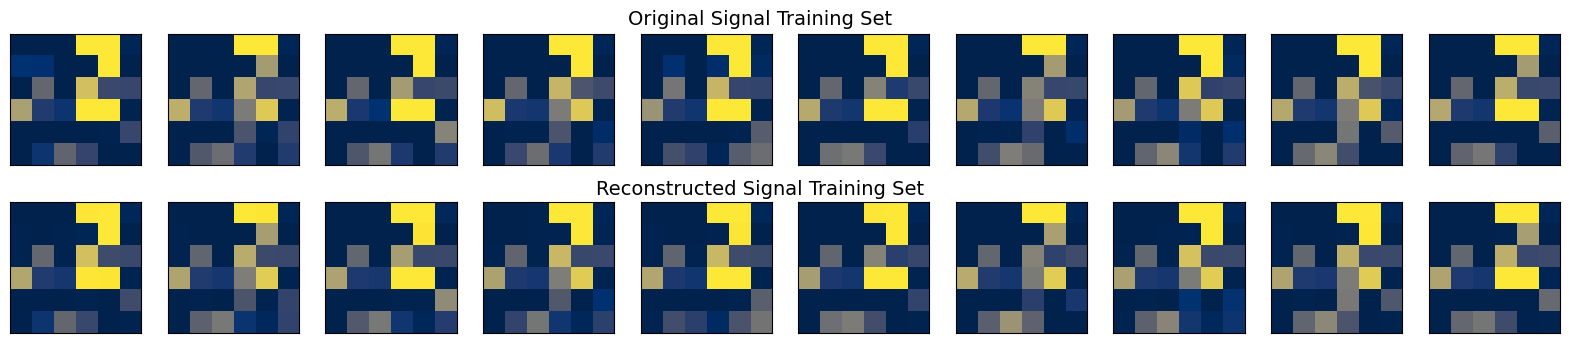 Original Signal Training Set
Reconstructed Signal Training Set